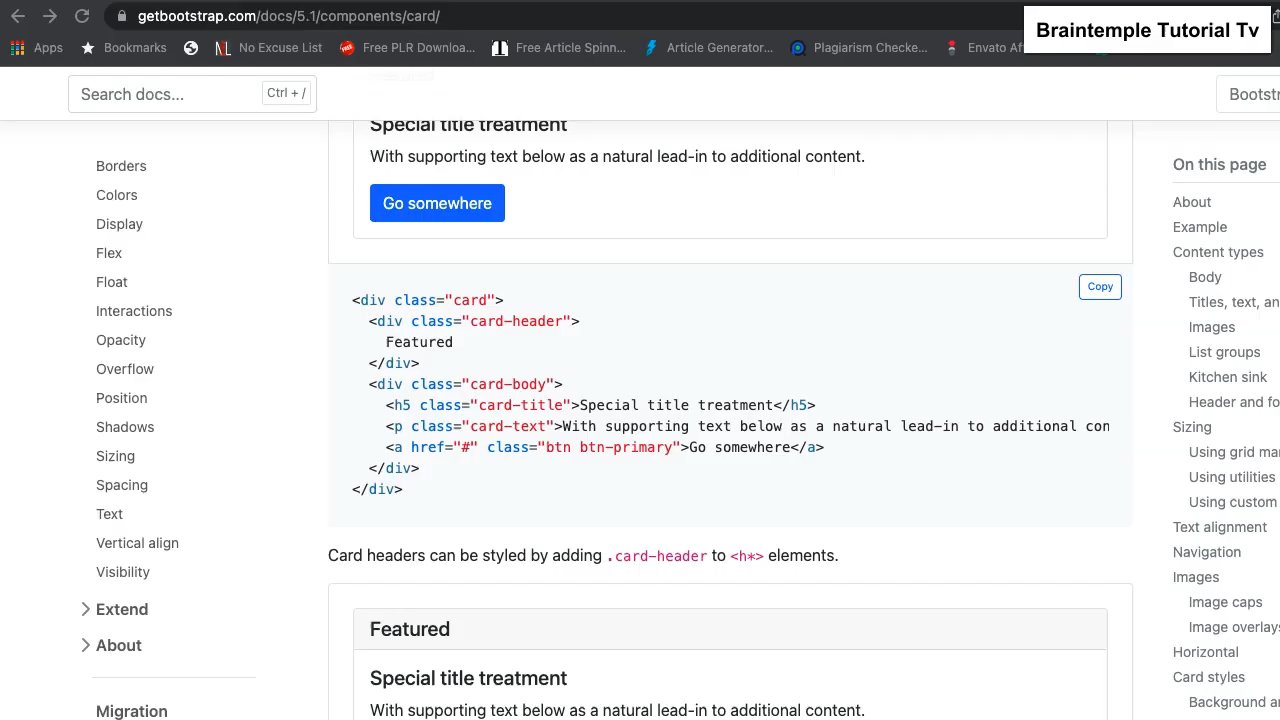 getbootstrap.com/docs/5.1/components/card/
Braintemple Tutorial Tv
Apps
Bookmarks
No Excuse List
Free PLR Downloa...
Free Article Spinn...
Article Generator...
Plagiarism Checke...
Envato Af
Search docs...
Ctrl + /
Bootst
Borders
Colors
Display
Flex
Float
Interactions
Opacity
Overflow
Position
Shadows
Sizing
Spacing
Text
Vertical align
Visibility
Extend
About
Migration
Special title treatment
With supporting text below as a natural lead-in to additional content.
Go somewhere
Copy
<div class="card">
  <div class="card-header">
    Featured
  </div>
  <div class="card-body">
    <h5 class="card-title">Special title treatment</h5>
    <p class="card-text">With supporting text below as a natural lead-in to additional con
    <a href="#" class="btn btn-primary">Go somewhere</a>
  </div>
</div>
Card headers can be styled by adding .card-header to <h*> elements.
Featured
Special title treatment
With supporting text below as a natural lead-in to additional content.
On this page
About
Example
Content types
Body
Titles, text, an
Images
List groups
Kitchen sink
Header and fo
Sizing
Using grid mar
Using utilities
Using custom
Text alignment
Navigation
Images
Image caps
Image overlays
Horizontal
Card styles
Background a